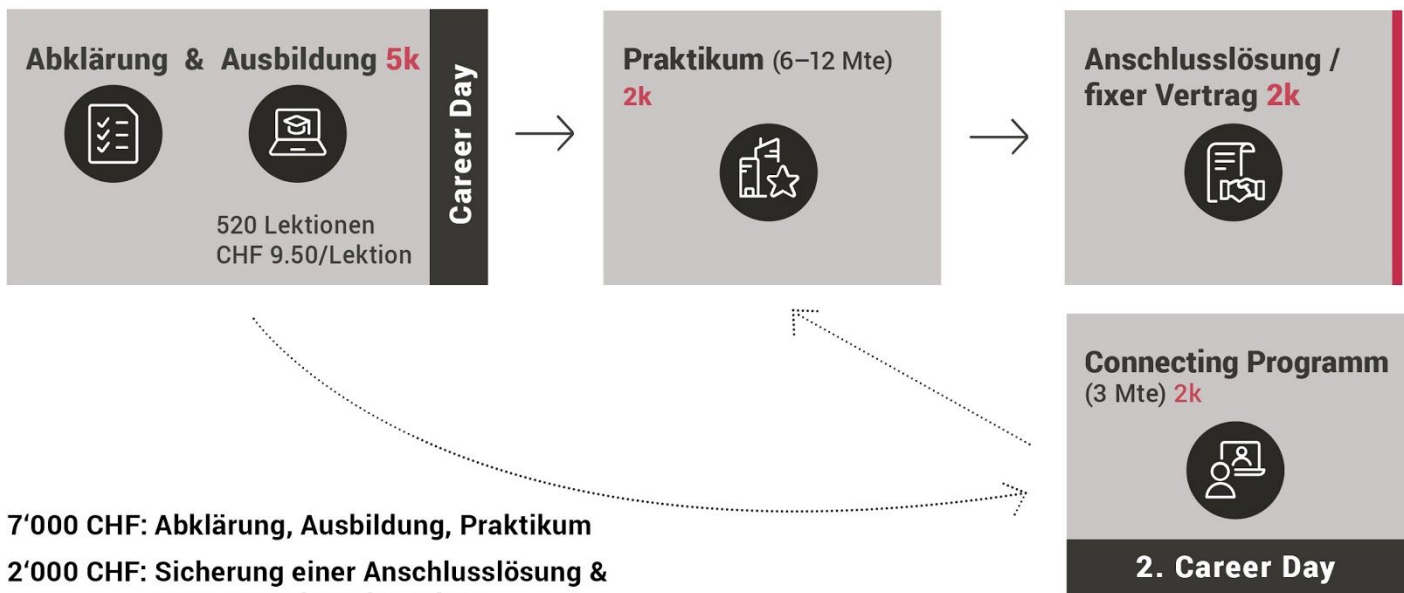 Abklärung & Ausbildung 5k
520 Lektionen
CHF 9.50/Lektion
Career Day
Praktikum (6–12 Mte)
2k
Anschlusslösung /
fixer Vertrag 2k
Connecting Programm
(3 Mte) 2k
2. Career Day
7‘000 CHF: Abklärung, Ausbildung, Praktikum
2‘000 CHF: Sicherung einer Anschlusslösung &